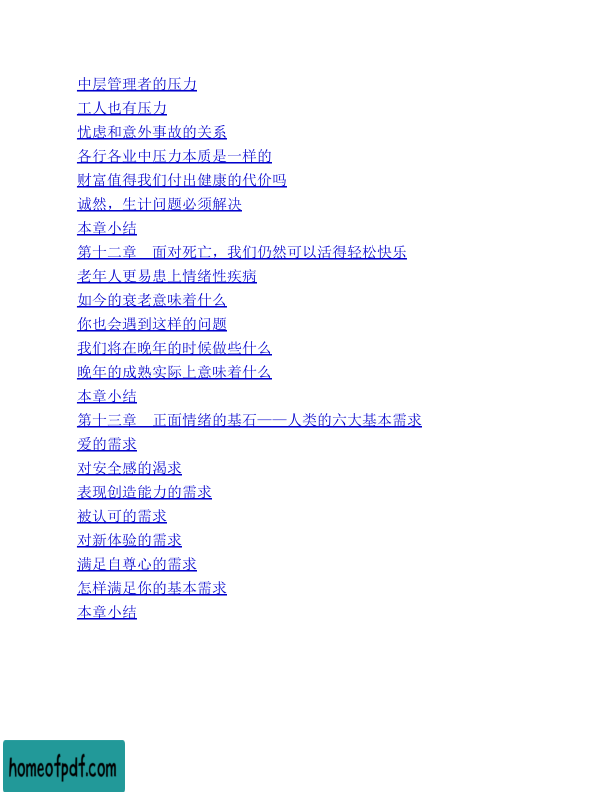 中层管理者的压力
工人也有压力
忧虑和意外事故的关系
各行各业中压力本质是一样的
财富值得我们付出健康的代价吗
诚然，生计问题必须解决
本章小结
第十二章　面对死亡，我们仍然可以活得轻松快乐
老年人更易患上情绪性疾病
如今的衰老意味着什么
你也会遇到这样的问题
我们将在晚年的时候做些什么
晚年的成熟实际上意味着什么
本章小结
第十三章　正面情绪的基石——人类的六大基本需求
爱的需求
对安全感的渴求
表现创造能力的需求
被认可的需求
对新体验的需求
满足自尊心的需求
怎样满足你的基本需求
本章小结
homeofpdf.com